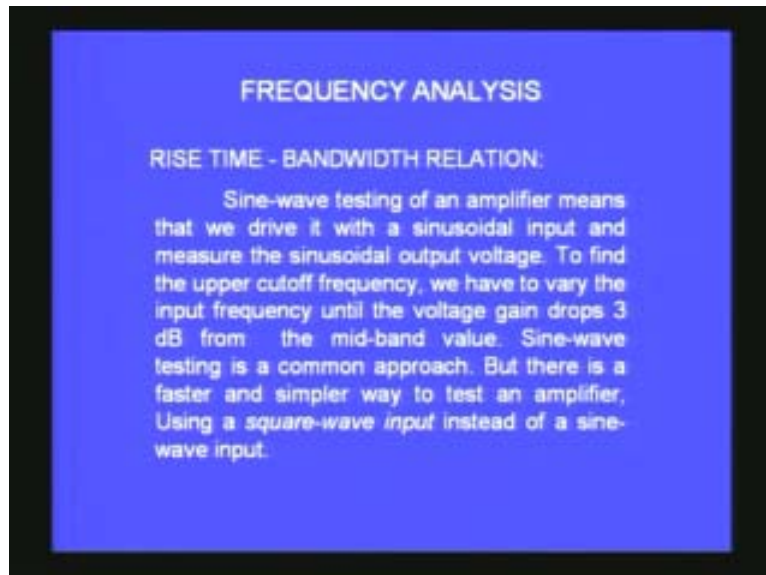 FREQUENCY ANALYSIS
RISE TIME - BANDWIDTH RELATION:
Sine-wave testing of an amplifier means
that we drive it with a sinusoidal input and
measure the sinusoidal output voltage. To find
the upper cutoff frequency, we have to vary the
input frequency until the voltage gain drops 3
dB from the mid-band value. Sine-wave
testing is a common approach. But there is a
faster and simpler way to test an amplifier,
Using a square-wave input instead of a sine-
wave input.